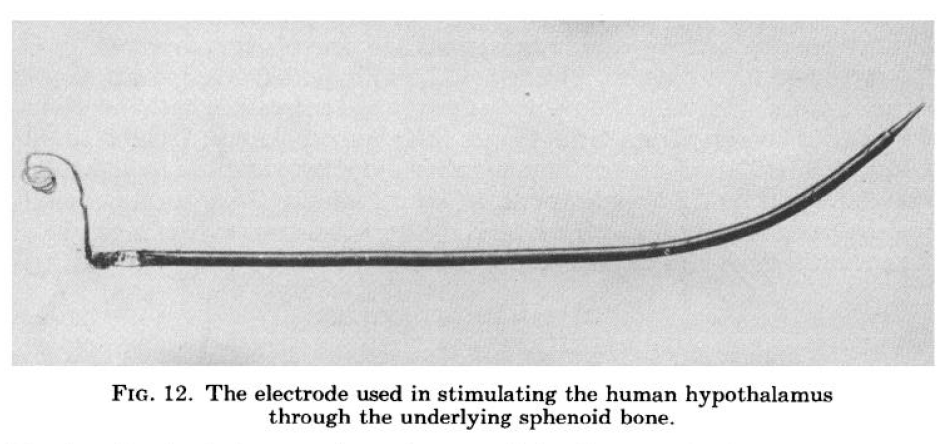 FIG. 12. The electrode used in stimulating the human hypothalamus
through the underlying sphenoid bone.